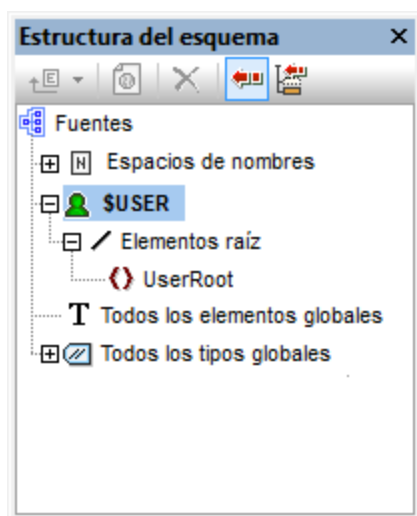 Estructura del esquema
Fuentes
Espacios de nombres
$USER
Elementos raíz
UserRoot
Todos los elementos globales
Todos los tipos globales